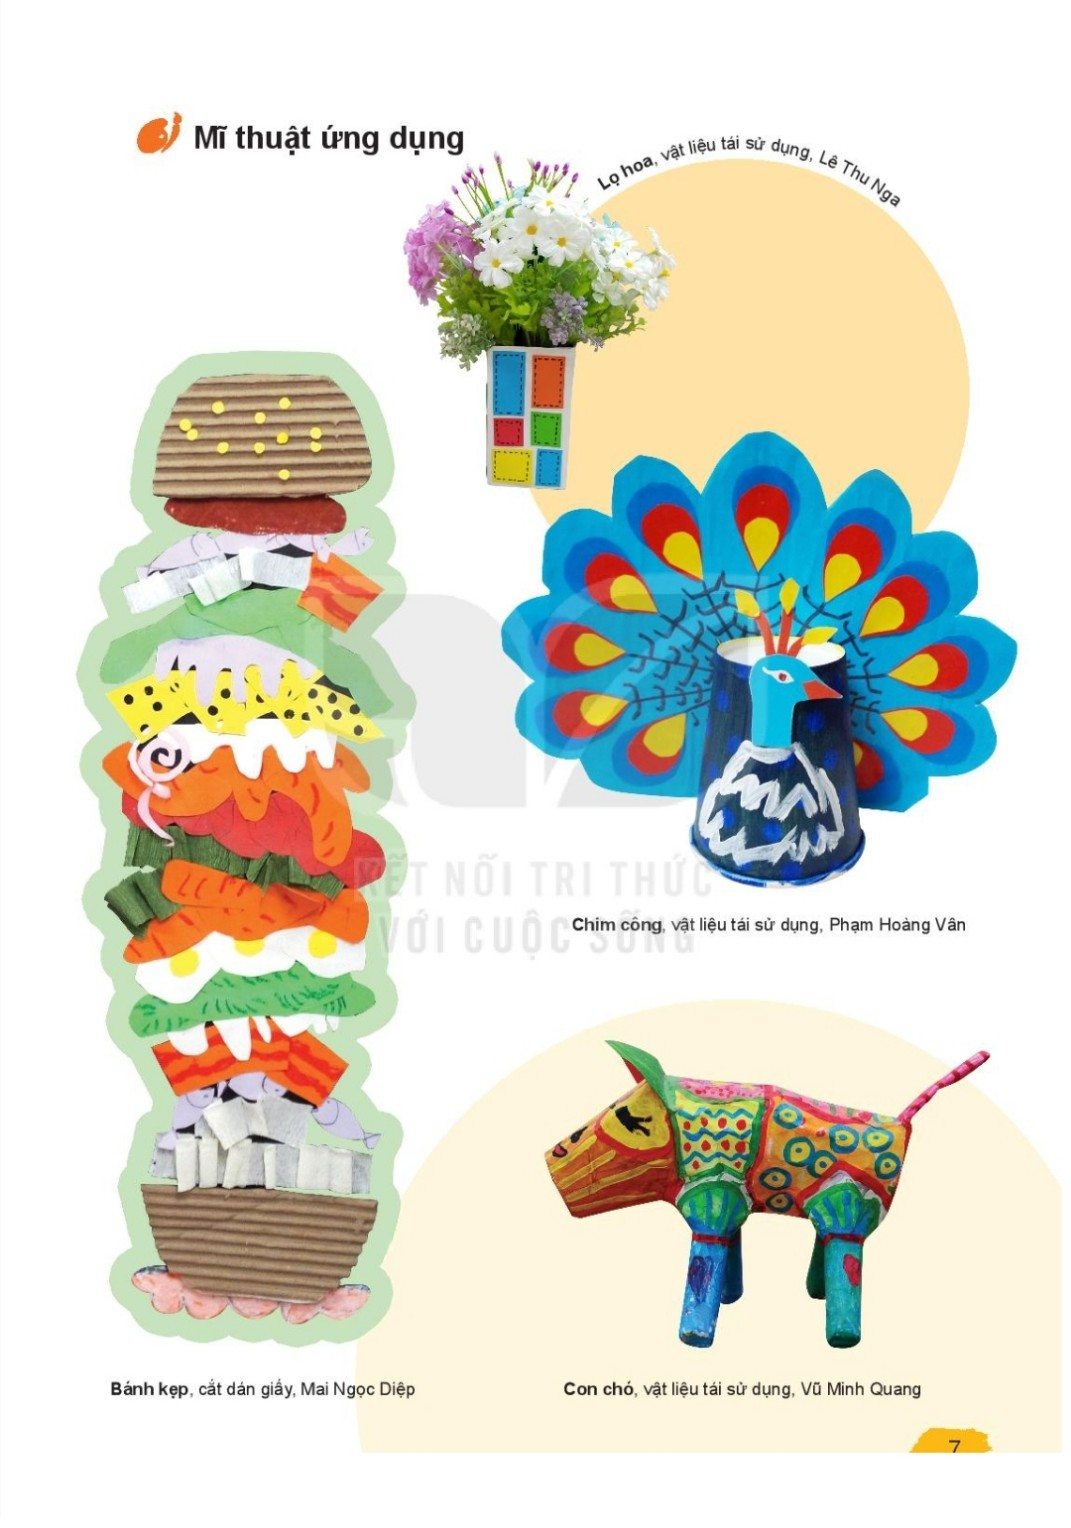 Mĩ thuật ứng dụng
Lọ hoa, vật liệu tái sử dụng, Lê Thu Nga
KẾT NỐI TRI THỨC
VỚI CUỘC SỐNG
Chim công, vật liệu tái sử dụng, Phạm Hoàng Vân
Bánh kẹp, cắt dán giấy, Mai Ngọc Diệp
Con chó, vật liệu tái sử dụng, Vũ Minh Quang
7